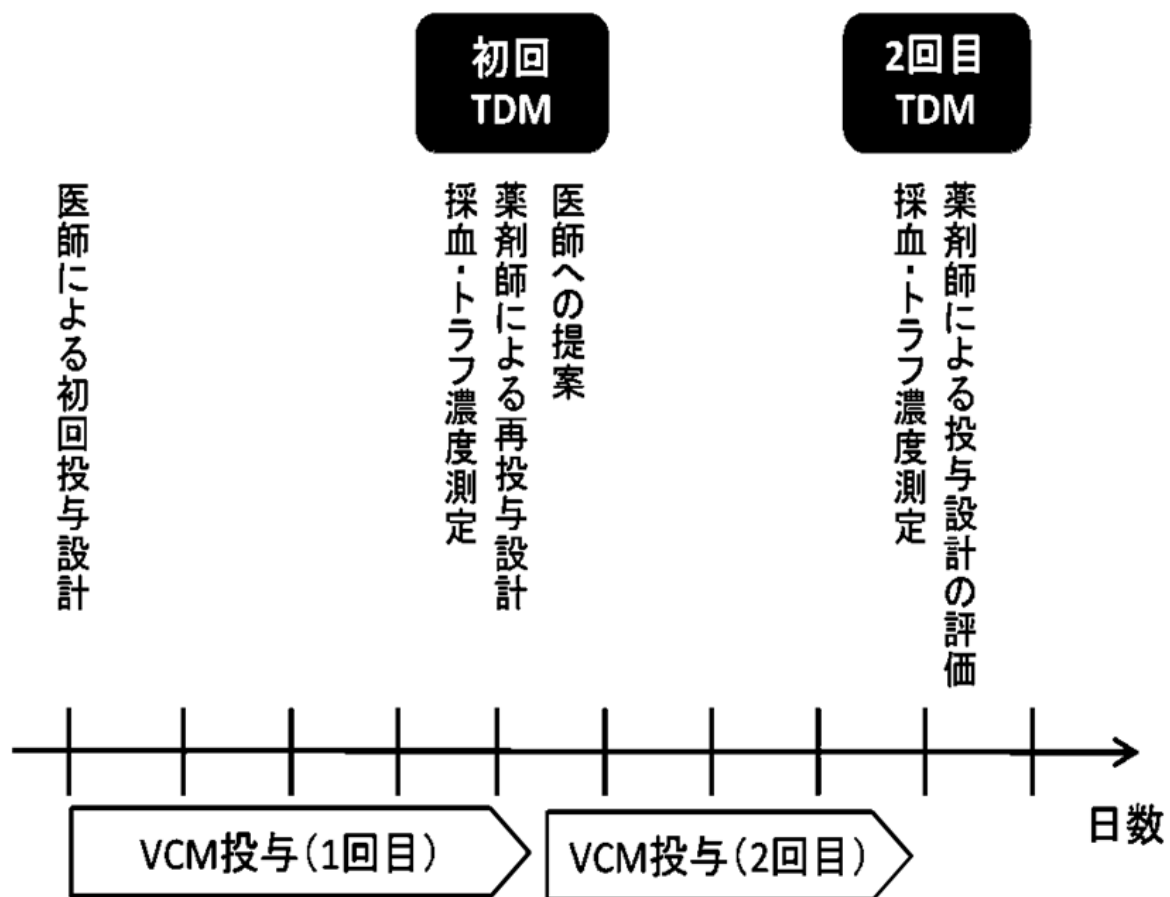 初回
TDM
2回目
TDM
医師による初回投与設計
採血・トラフ濃度測定
薬剤師による再投与設計
医師への提案
採血・トラフ濃度測定
薬剤師による投与設計の評価
日数
VCM投与(1回目)
VCM投与(2回目)